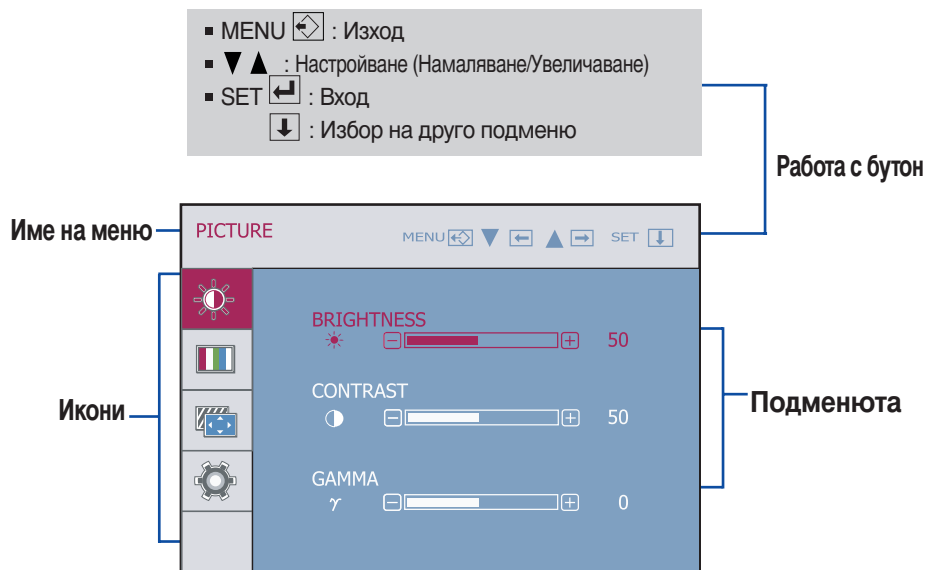 MENU : Изход
▼ ▲ : Настройване (Намаляване/Увеличаване)
SET : Вход
: Избор на друго подменю
Работа с бутон
Име на меню
PICTURE
MENU ▼ ▲ SET
BRIGHTNESS
50
CONTRAST
50
GAMMA
γ 0
Икони
Подменюта